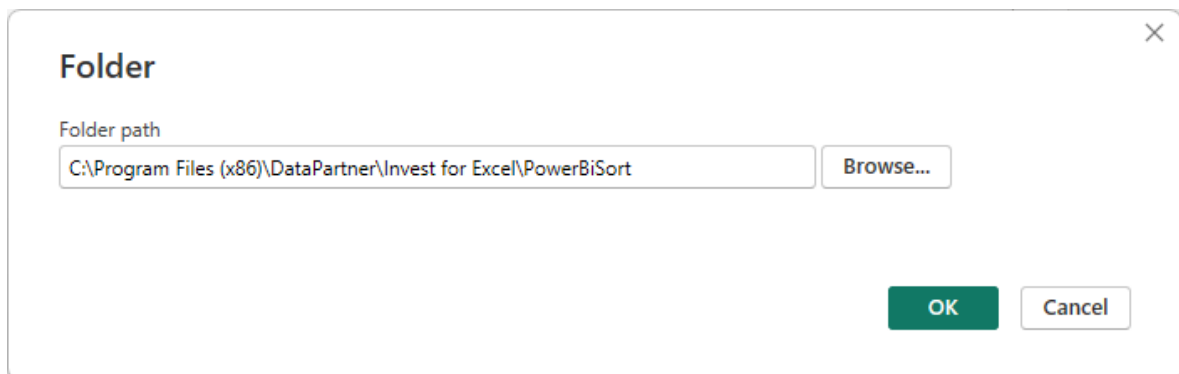 Folder
Folder path
C:\Program Files (x86)\DataPartner\Invest for Excel\PowerBiSort
Browse...
OK
Cancel